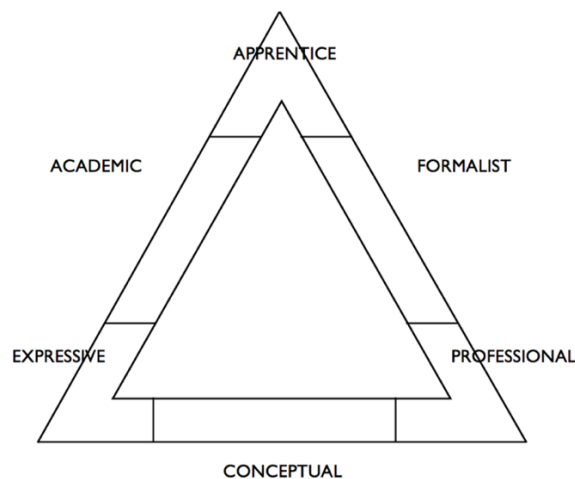 APPRENTICE
ACADEMIC
FORMALIST
EXPRESSIVE
PROFESSIONAL
CONCEPTUAL